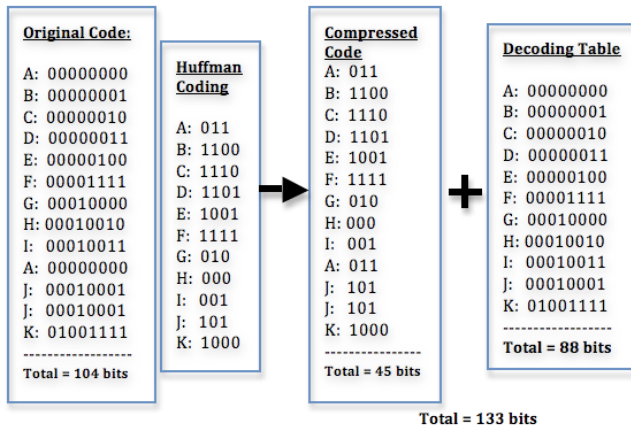 Original Code:
A: 00000000
B: 00000001
C: 00000010
D: 00000011
E: 00000100
F: 00001111
G: 00010000
H: 00010010
I: 00010011
A: 00000000
J: 00010001
J: 00010001
K: 01001111
------------------
Total = 104 bits
Huffman
Coding
A: 011
B: 1100
C: 1110
D: 1101
E: 1001
F: 1111
G: 010
H: 000
I: 001
J: 101
K: 1000
Compressed
Code
A: 011
B: 1100
C: 1110
D: 1101
E: 1001
F: 1111
G: 010
H: 000
I: 001
A: 011
J: 101
J: 101
K: 1000
----------------
Total = 45 bits
Decoding Table
A: 00000000
B: 00000001
C: 00000010
D: 00000011
E: 00000100
F: 00001111
G: 00010000
H: 00010010
I: 00010011
J: 00010001
K: 01001111
------------------
Total = 88 bits
Total = 133 bits